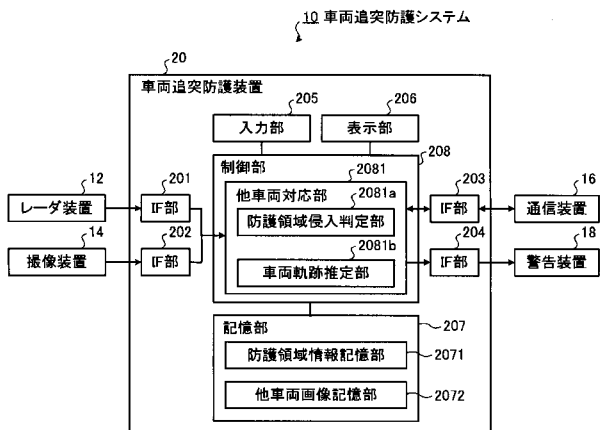 10 車両追突防護システム
20
車両追突防護装置
205
206
入力部
表示部
208
制御部
2081
他車両対応部
2081a
防護領域侵入判定部
2081b
車両軌跡推定部
12
201
レーダ装置
IF部
14
202
撮像装置
IF部
203
16
IF部
通信装置
204
18
IF部
警告装置
207
記憶部
防護領域情報記憶部
2071
他車両画像記憶部
2072